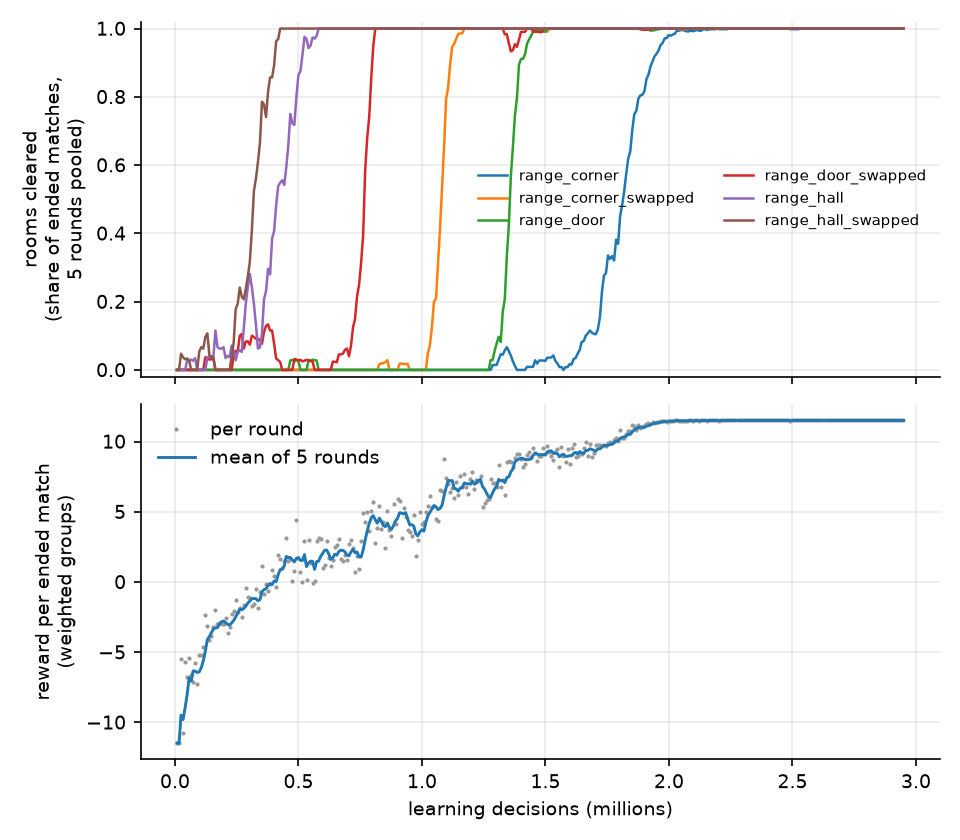 rooms cleared
(share of ended matches,
5 rounds pooled)
1.0
0.8
0.6
0.4
0.2
0.0
range_corner
range_corner_swapped
range_door
range_door_swapped
range_hall
range_hall_swapped
reward per ended match
(weighted groups)
10
5
0
−5
−10
per round
mean of 5 rounds
0.0 0.5 1.0 1.5 2.0 2.5 3.0
learning decisions (millions)